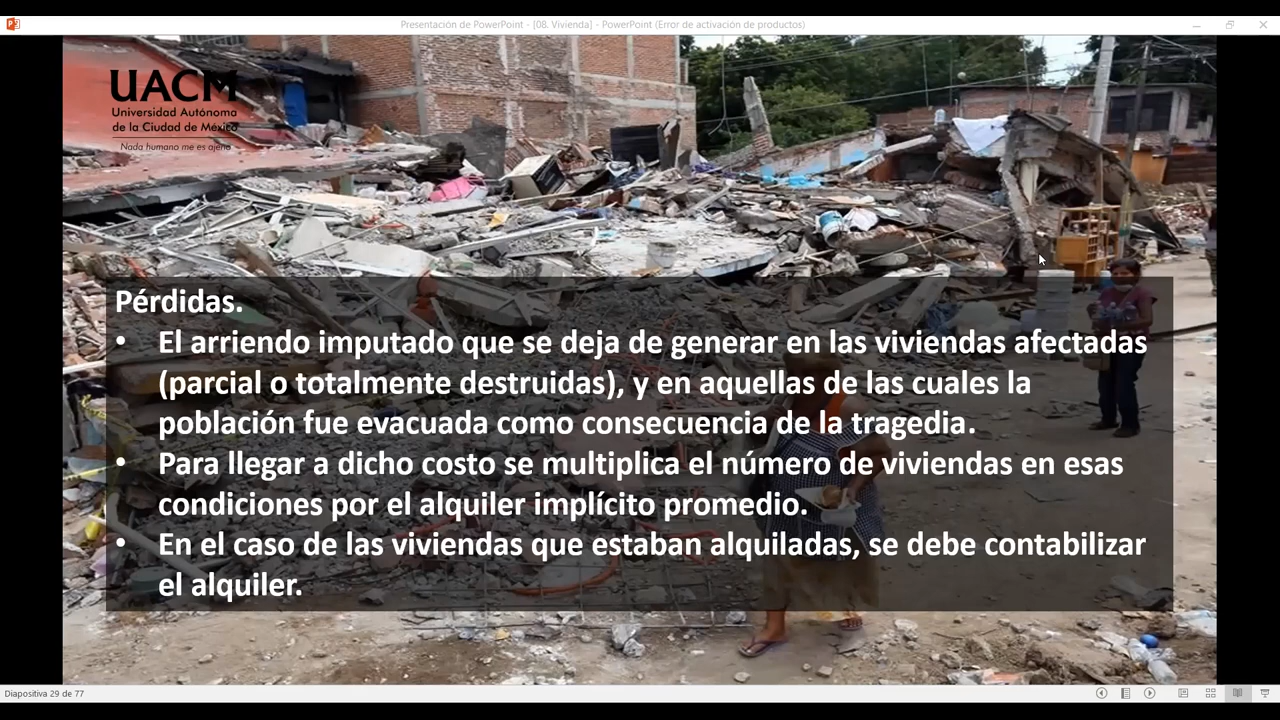 Presentación de PowerPoint - [08. Vivienda] - PowerPoint (Error de activación de productos)
UACM
Universidad Autónoma
de la Ciudad de México
Nada humano me es ajeno
Pérdidas.
• El arriendo imputado que se deja de generar en las viviendas afectadas
(parcial o totalmente destruidas), y en aquellas de las cuales la
población fue evacuada como consecuencia de la tragedia.
• Para llegar a dicho costo se multiplica el número de viviendas en esas
condiciones por el alquiler implícito promedio.
• En el caso de las viviendas que estaban alquiladas, se debe contabilizar
el alquiler.
Diapositiva 29 de 77